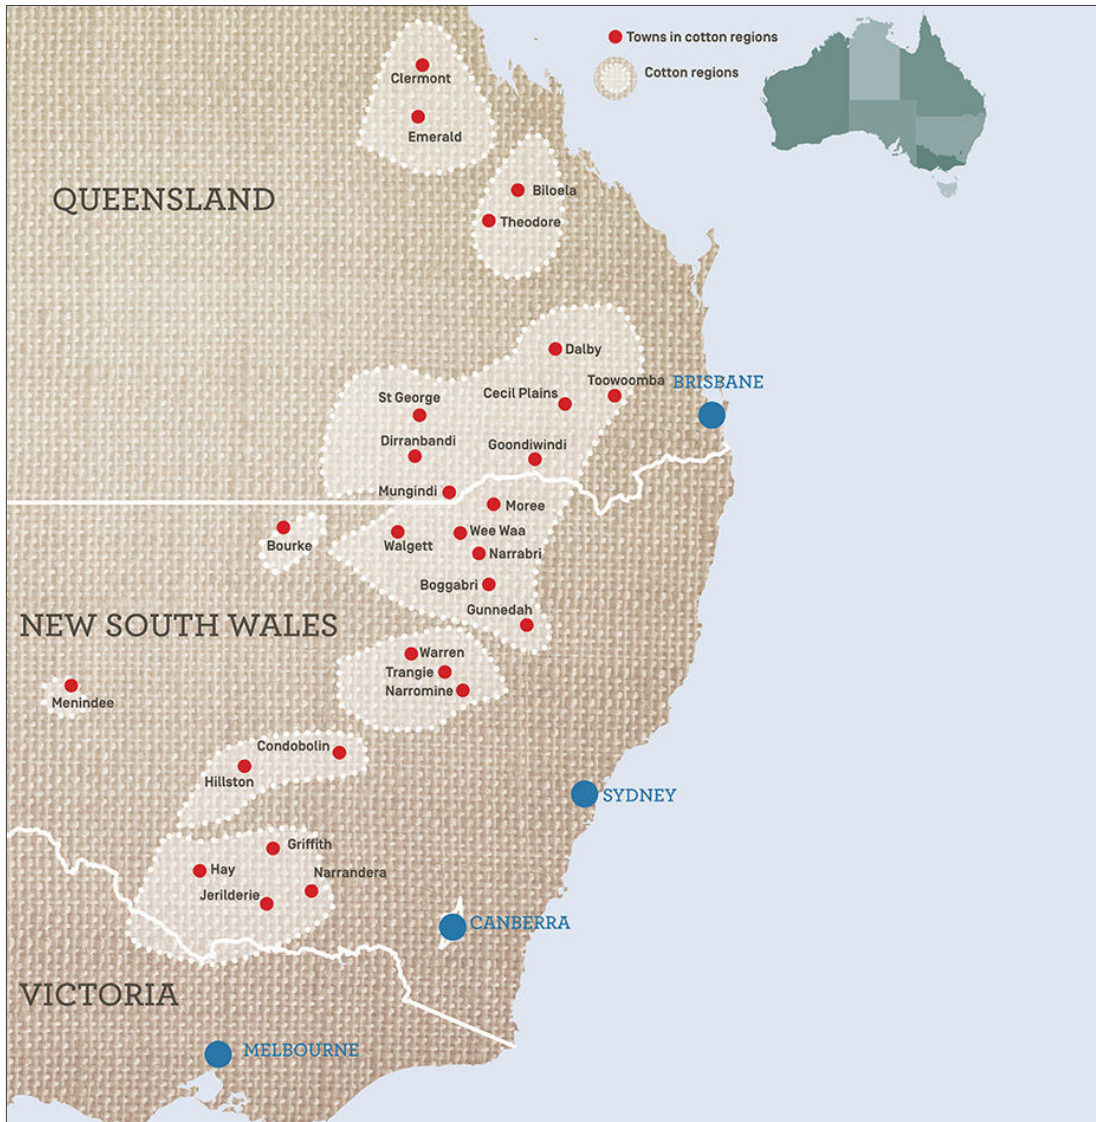 Towns in cotton regions
Cotton regions
Clermont
Emerald
QUEENSLAND
Biloela
Theodore
Dalby
Toowoomba
BRISBANE
St George
Cecil Plains
Dirranbandi
Goondiwindi
Mungindi
Moree
Bourke
Walgett
Wee Waa
Narrabri
Boggabri
Gunnedah
NEW SOUTH WALES
Warren
Trangie
Narromine
Menindee
Condobolin
Hillston
SYDNEY
Griffith
Hay
Narrandera
Jerilderie
CANBERRA
VICTORIA
MELBOURNE